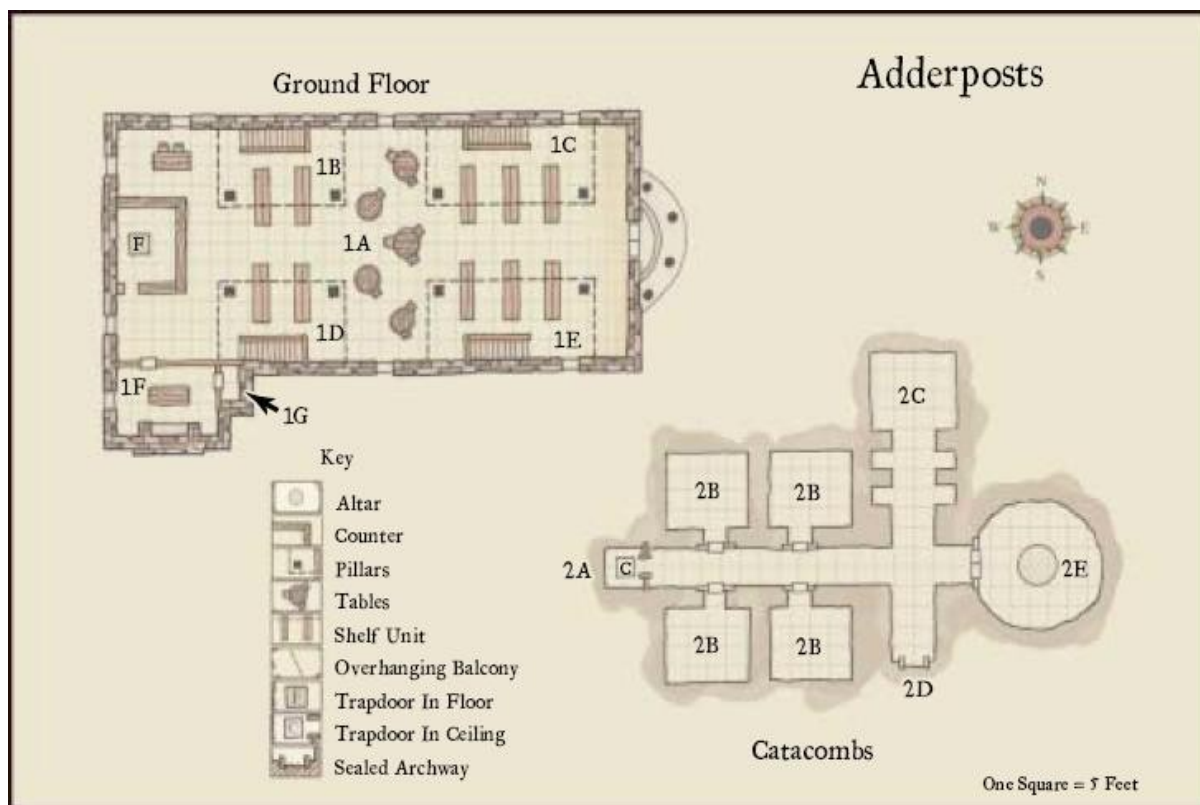 Adderposts
Ground Floor
1B
1C
F
1A
1D
1E
1F
1G
N
W E
S
Key
Altar
Counter
Pillars
Tables
Shelf Unit
Overhanging Balcony
F
Trapdoor In Floor
C
Trapdoor In Ceiling
Sealed Archway
2C
2B 2B
2A C 2E
2B 2B
2D
Catacombs
One Square = 5 Feet